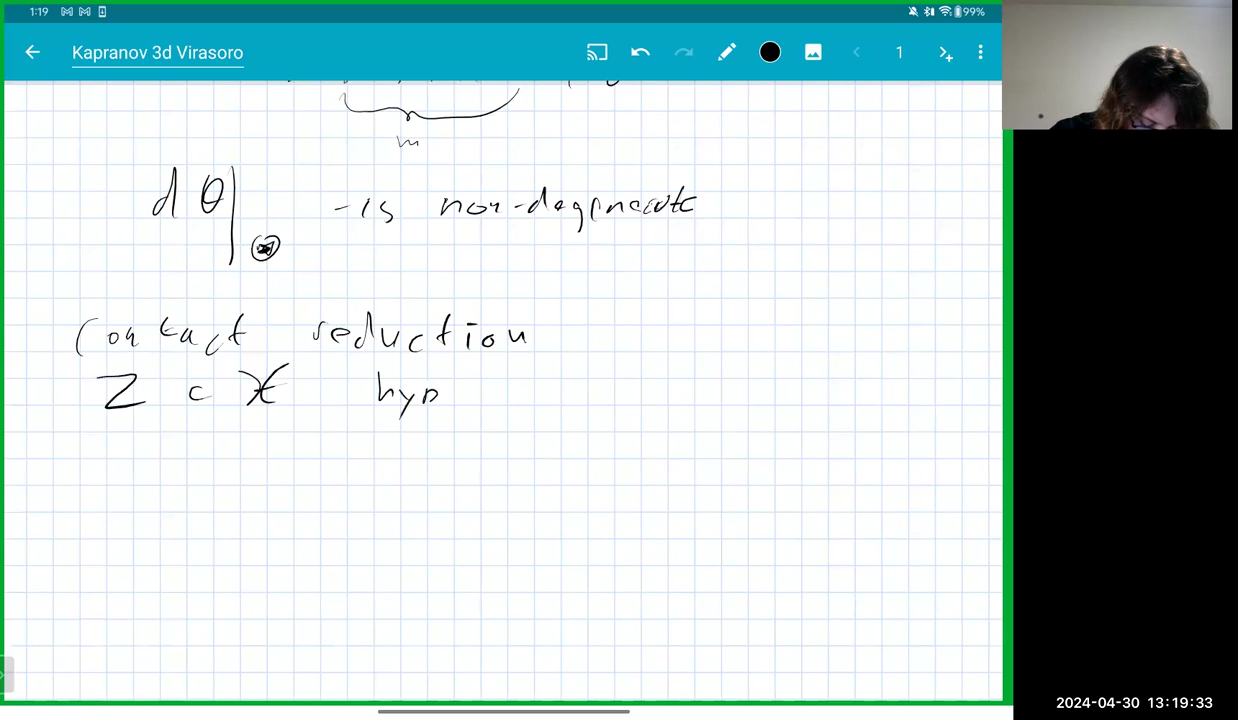 1:19
99%
Kapranov 3d Virasoro
1
m
dθ| - is non-degenerate
Contact reduction
Z ⊂ X hyp
2024-04-30 13:19:33